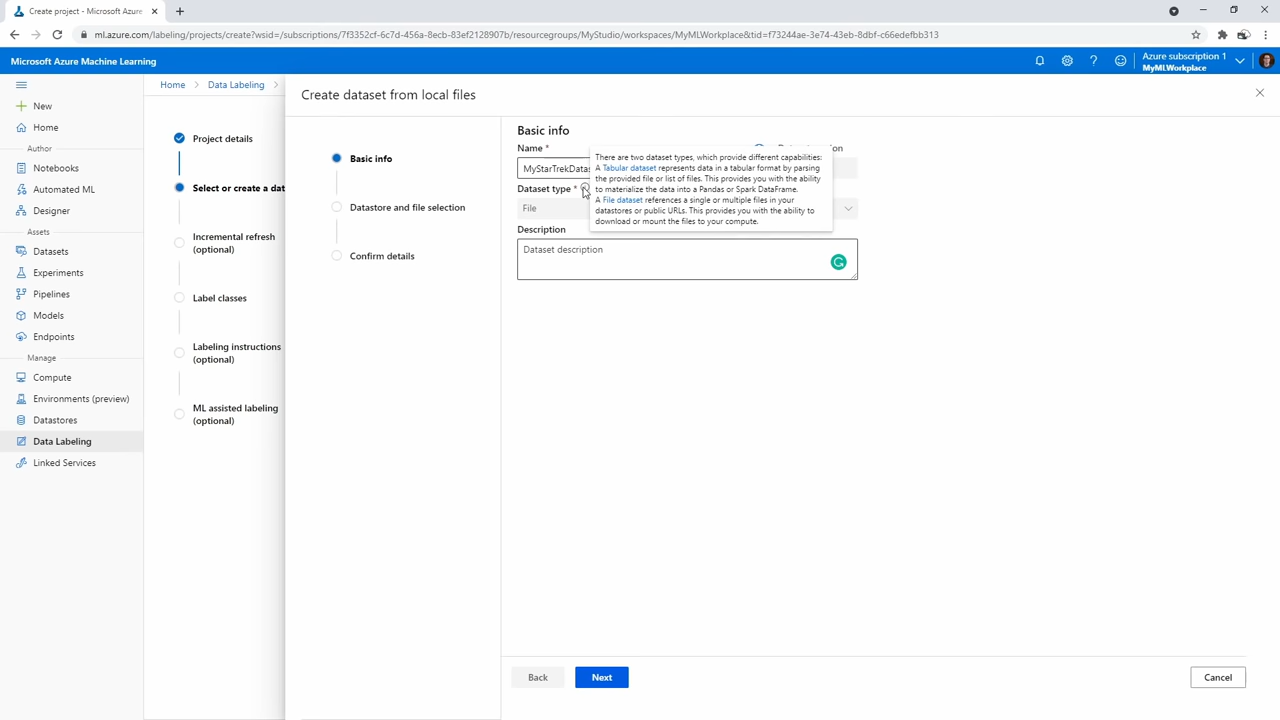 Create project - Microsoft Azure
ml.azure.com/labeling/projects/create?wsid=/subscriptions/7f3352cf-6c7d-456a-8ecb-83ef2128907b/resourcegroups/MyStudio/workspaces/MyMLWorkplace&tid=f73244ae-3e74-43eb-8dbf-c66edefbb313
Microsoft Azure Machine Learning
Azure subscription 1
MyMLWorkplace
New
Home
Author
Notebooks
Automated ML
Designer
Assets
Datasets
Experiments
Pipelines
Models
Endpoints
Manage
Compute
Environments (preview)
Datastores
Data Labeling
Linked Services
Home > Data Labeling >
Project details
Select or create a dat
Incremental refresh
(optional)
Label classes
Labeling instructions
(optional)
ML assisted labeling
(optional)
Create dataset from local files
Basic info
Datastore and file selection
Confirm details
Basic info
Name *
MyStarTrekDatas
Dataset type *
File
There are two dataset types, which provide different capabilities:
A Tabular dataset represents data in a tabular format by parsing
the provided file or list of files. This provides you with the ability
to materialize the data into a Pandas or Spark DataFrame.
A File dataset references a single or multiple files in your
datastores or public URLs. This provides you with the ability to
download or mount the files to your compute.
Description
Dataset description
Back
Next
Cancel